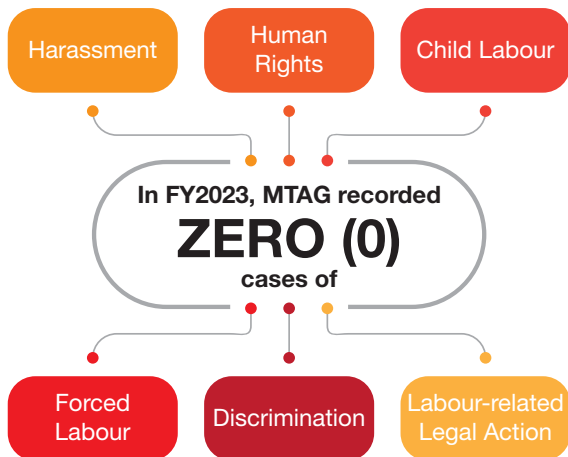 Harassment
Human
Rights
Child Labour
In FY2023, MTAG recorded
ZERO (0)
cases of
Forced
Labour
Discrimination
Labour-related
Legal Action